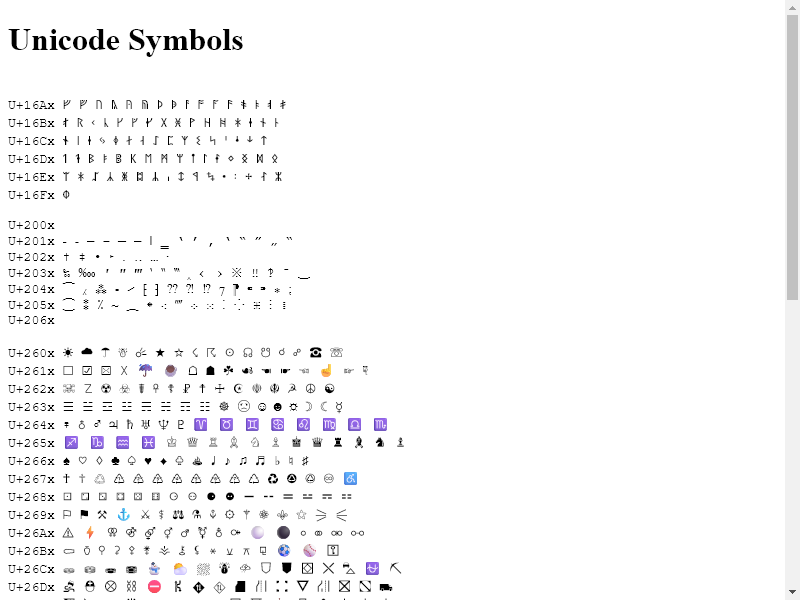 Unicode Symbols
U+16Ax ᚠ ᚡ ᚢ ᚣ ᚤ ᚥ ᚦ ᚧ ᚨ ᚩ ᚪ ᚫ ᚬ ᚭ ᚮ ᚯ
U+16Bx ᚰ ᚱ ᚲ ᚳ ᚴ ᚵ ᚶ ᚷ ᚸ ᚹ ᚺ ᚻ ᚼ ᚽ ᚾ ᚿ
U+16Cx ᛀ ᛁ ᛂ ᛃ ᛄ ᛅ ᛆ ᛇ ᛈ ᛉ ᛊ ᛋ ᛌ ᛍ ᛎ ᛏ
U+16Dx ᛐ ᛑ ᛒ ᛓ ᛔ ᛕ ᛖ ᛗ ᛘ ᛙ ᛚ ᛛ ᛜ ᛝ ᛞ ᛟ
U+16Ex ᛠ ᛡ ᛢ ᛣ ᛤ ᛥ ᛦ ᛧ ᛨ ᛩ ᛪ ᛫ ᛬ ᛭ ᛮ ᛯ
U+16Fx ᛰ
U+200x
U+201x ‐ ‑ ‒ – — ― ‖ ‗ ‘ ’ ‚ ‛ “ ” „ ‟
U+202x † ‡ • ‣ ․ ‥ … ‧
U+203x ‰ ‱ ′ ″ ‴ ‵ ‶ ‷ ‸ ‹ › ※ ‼ ‽ ‾ ‿
U+204x ⁀ ⁁ ⁂ ⁃ ⁄ ⁅ ⁆ ⁇ ⁈ ⁉ ⁊ ⁋ ⁌ ⁍ ⁎ ⁏
U+205x ⁐ ⁑ ⁒ ⁓ ⁔ ⁕ ⁖ ⁗ ⁘ ⁙ ⁚ ⁛ ⁜ ⁝ ⁞
U+206x
U+260x ☀ ☁ ☂ ☃ ☄ ★ ☆ ☇ ☈ ☉ ☊ ☋ ☌ ☍ ☎ ☏
U+261x ☐ ☑ ☒ ☓ ☔ ☕ ☖ ☗ ☘ ☙ ☚ ☛ ☜ ☝ ☞ ☟
U+262x ☠ ☡ ☢ ☣ ☤ ☥ ☦ ☧ ☨ ☩ ☪ ☫ ☬ ☭ ☮ ☯
U+263x ☰ ☱ ☲ ☳ ☴ ☵ ☶ ☷ ☸ ☹ ☺ ☻ ☼ ☽ ☾ ☿
U+264x ♀ ♁ ♂ ♃ ♄ ♅ ♆ ♇ ♈ ♉ ♊ ♋ ♌ ♍ ♎ ♏
U+265x ♐ ♑ ♒ ♓ ♔ ♕ ♖ ♗ ♘ ♙ ♚ ♛ ♜ ♝ ♞ ♟
U+266x ♠ ♡ ♢ ♣ ♤ ♥ ♦ ♧ ♨ ♩ ♪ ♫ ♬ ♭ ♮ ♯
U+267x ♰ ♱ ♲ ♳ ♴ ♵ ♶ ♷ ♸ ♹ ♺ ♻ ♼ ♽ ♾ ♿
U+268x ⚀ ⚁ ⚂ ⚃ ⚄ ⚅ ⚆ ⚇ ⚈ ⚉ ⚊ ⚋ ⚌ ⚍ ⚎ ⚏
U+269x ⚐ ⚑ ⚒ ⚓ ⚔ ⚕ ⚖ ⚗ ⚘ ⚙ ⚚ ⚛ ⚜ ⚝ ⚞ ⚟
U+26Ax ⚠ ⚡ ⚢ ⚣ ⚤ ⚥ ⚦ ⚧ ⚨ ⚩ ⚪ ⚫ ⚬ ⚭ ⚮ ⚯
U+26Bx ⚰ ⚱ ⚲ ⚳ ⚴ ⚵ ⚶ ⚷ ⚸ ⚹ ⚺ ⚻ ⚼ ⚽ ⚾ ⚿
U+26Cx ⛀ ⛁ ⛂ ⛃ ⛄ ⛅ ⛆ ⛇ ⛈ ⛉ ⛊ ⛋ ⛌ ⛍ ⛎ ⛏
U+26Dx ⛐ ⛑ ⛒ ⛓ ⛔ ⛕ ⛖ ⛗ ⛘ ⛙ ⛚ ⛛ ⛜ ⛝ ⛞ ⛟